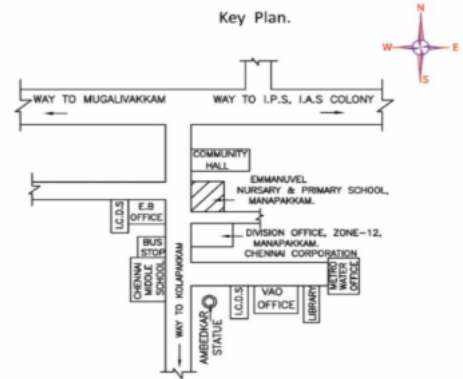 Key Plan.
N
W
E
S
WAY TO MUGALIVAKKAM
WAY TO I.P.S, I.A.S COLONY
COMMUNITY
HALL
EMMANUVEL
NURSARY & PRIMARY SCHOOL,
MANAPAKKAM.
I.C.D.S
E.B
OFFICE
DIVISION OFFICE, ZONE-12,
MANAPAKKAM.
CHENNAI CORPORATION
BUS
STOP
CHENNAI
MIDDLE
SCHOOL
WAY TO KOLAPAKKAM
AMBEDKAR
STATUE
I.C.D.S
VAO
OFFICE
LIBRARY
METRO
WATER
OFFICE